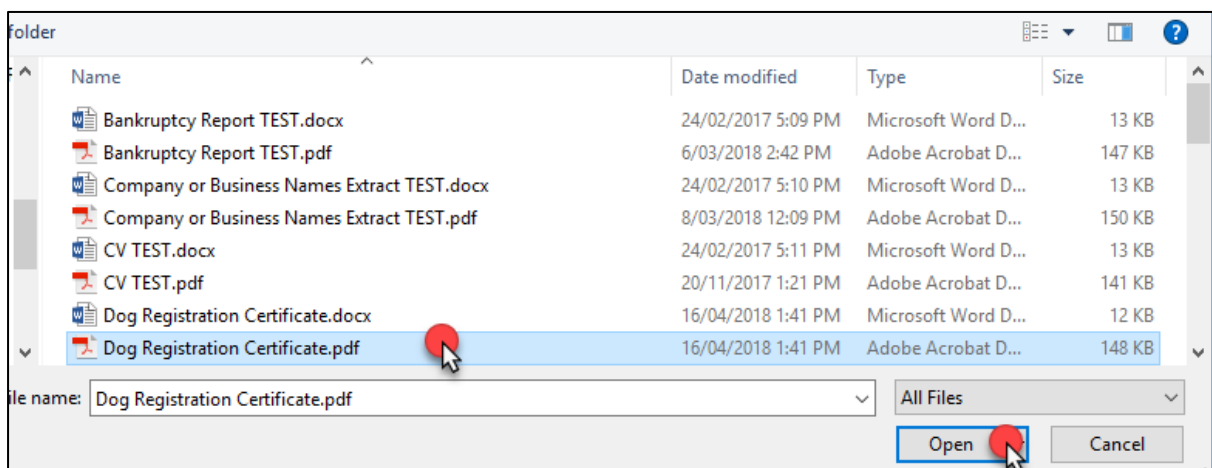 folder
?
Name Date modified Type Size
Bankruptcy Report TEST.docx 24/02/2017 5:09 PM Microsoft Word D... 13 KB
Bankruptcy Report TEST.pdf 6/03/2018 2:42 PM Adobe Acrobat D... 147 KB
Company or Business Names Extract TEST.docx 24/02/2017 5:10 PM Microsoft Word D... 13 KB
Company or Business Names Extract TEST.pdf 8/03/2018 12:09 PM Adobe Acrobat D... 150 KB
CV TEST.docx 24/02/2017 5:11 PM Microsoft Word D... 13 KB
CV TEST.pdf 20/11/2017 1:21 PM Adobe Acrobat D... 141 KB
Dog Registration Certificate.docx 16/04/2018 1:41 PM Microsoft Word D... 12 KB
Dog Registration Certificate.pdf 16/04/2018 1:41 PM Adobe Acrobat D... 148 KB
ile name: Dog Registration Certificate.pdf All Files
Open Cancel